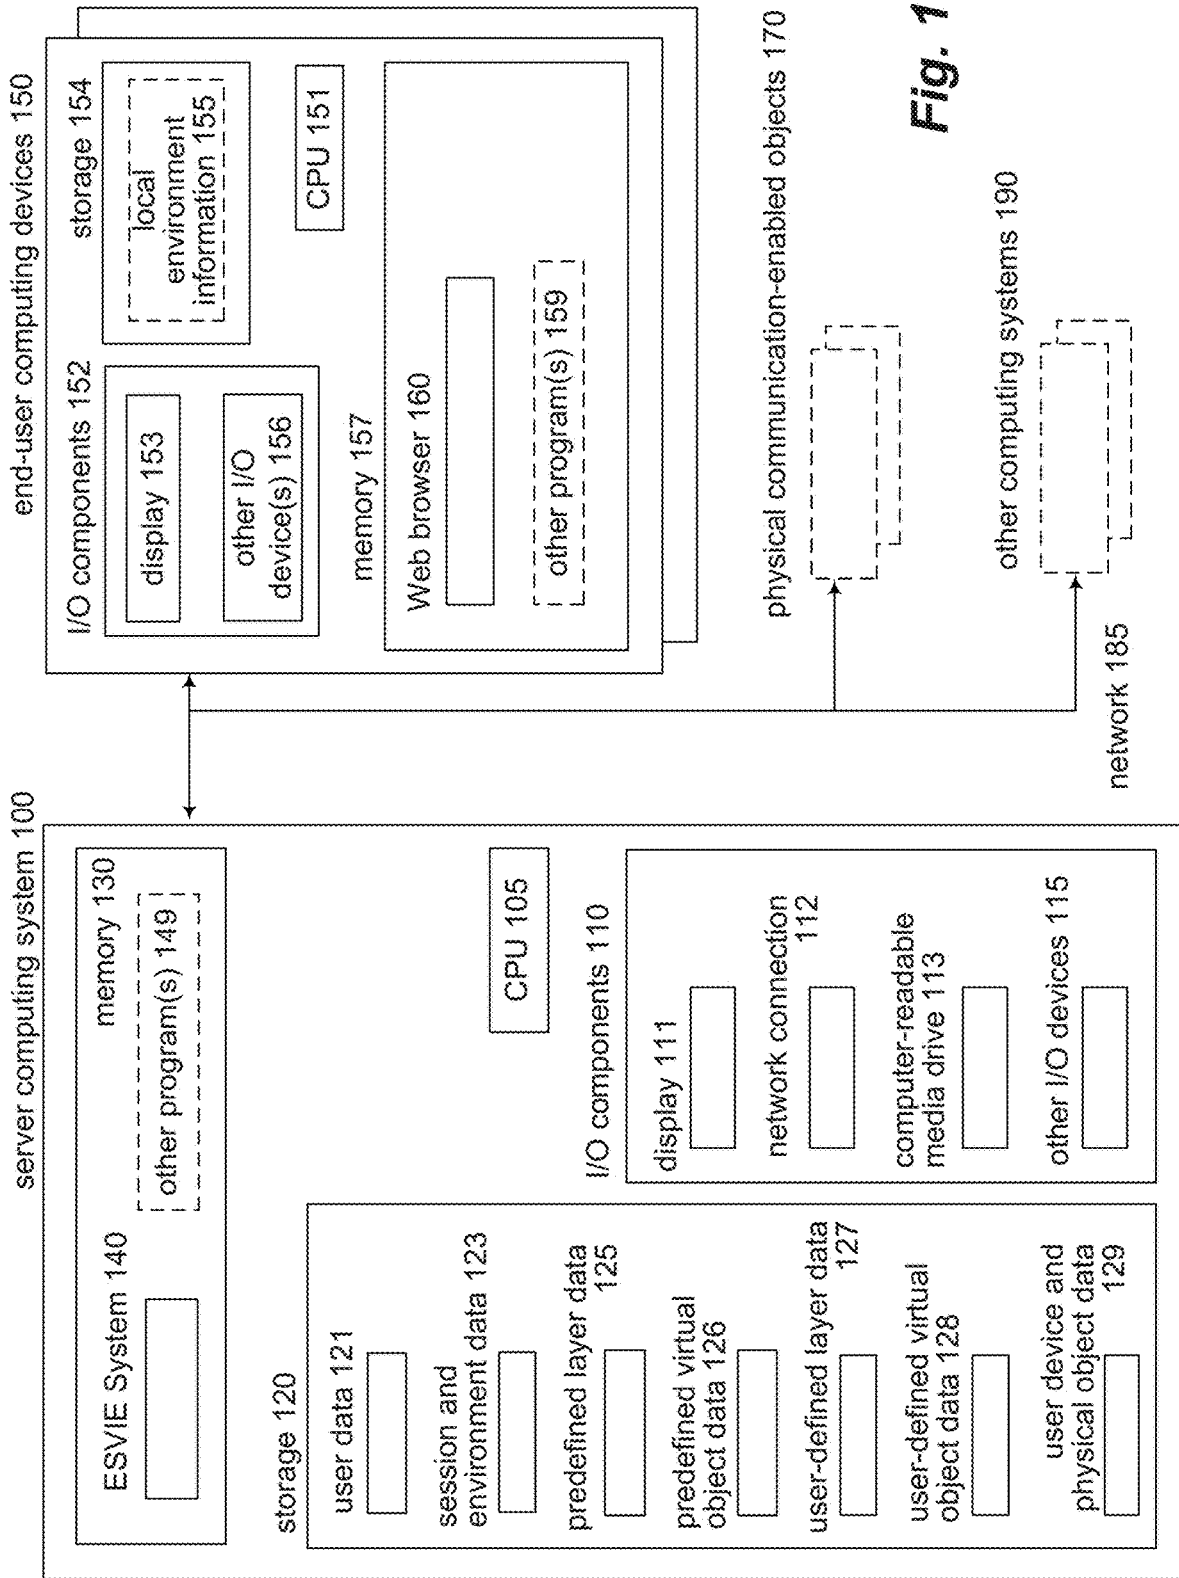 server computing system 100
ESVIE System 140
memory 130
other program(s) 149
storage 120
user data 121
session and
environment data 123
predefined layer data
125
predefined virtual
object data 126
user-defined layer data
127
user-defined virtual
object data 128
user device and
physical object data
129
CPU 105
I/O components 110
display 111
network connection
112
computer-readable
media drive 113
other I/O devices 115
end-user computing devices 150
I/O components 152
display 153
other I/O
device(s) 156
storage 154
local
environment
information 155
CPU 151
memory 157
Web browser 160
other program(s) 159
physical communication-enabled objects 170
other computing systems 190
network 185
Fig. 1